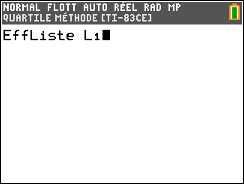 NORMAL FLOTT AUTO RÉEL RAD MP
QUARTILE MÉTHODE [TI-83CE]
EffListe L₁